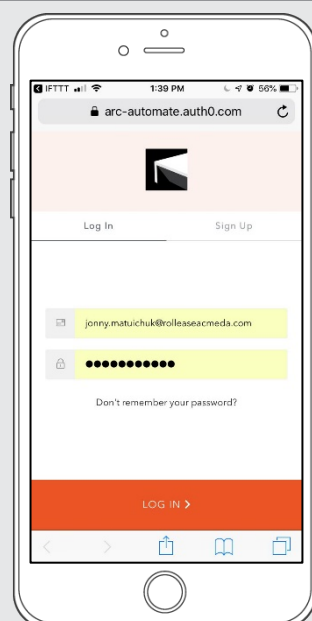 IFTTT 1:39 PM 56%
arc-automate.auth0.com
Log In Sign Up
jonny.matuichuk@rolleaseacmeda.com
●●●●●●●●●●●
Don't remember your password?
LOG IN >